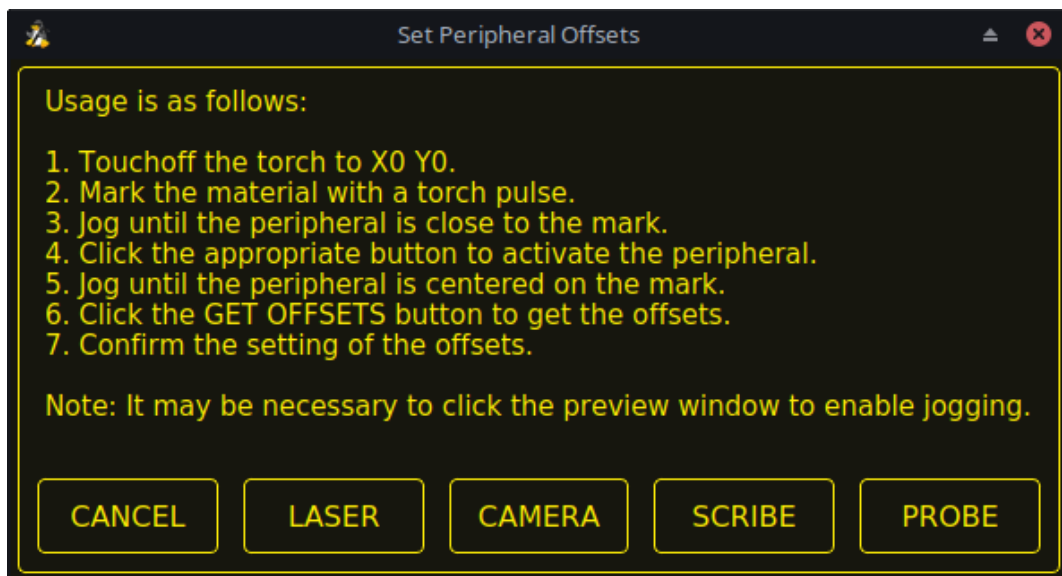 Set Peripheral Offsets
Usage is as follows:
1. Touchoff the torch to X0 Y0.
2. Mark the material with a torch pulse.
3. Jog until the peripheral is close to the mark.
4. Click the appropriate button to activate the peripheral.
5. Jog until the peripheral is centered on the mark.
6. Click the GET OFFSETS button to get the offsets.
7. Confirm the setting of the offsets.
Note: It may be necessary to click the preview window to enable jogging.
CANCEL LASER CAMERA SCRIBE PROBE